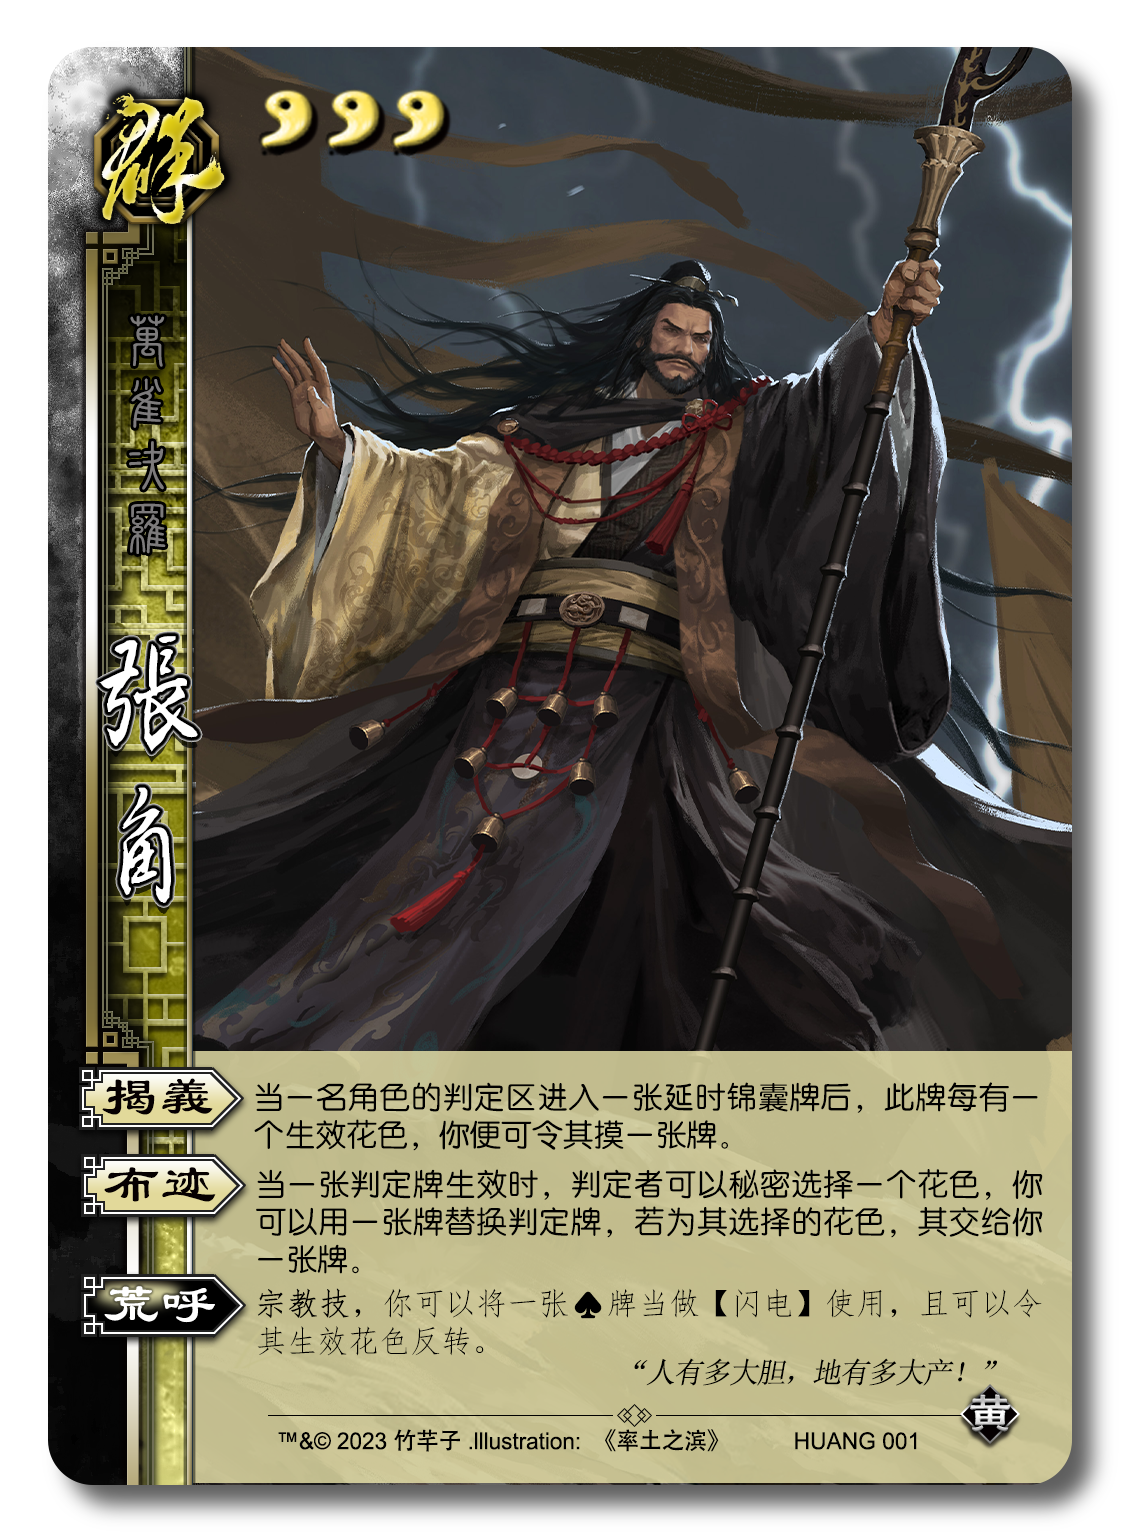 群
萬雀决羅
張角
揭義
当一名角色的判定区进入一张延时锦囊牌后，此牌每有一
个生效花色，你便可令其摸一张牌。
布迹
当一张判定牌生效时，判定者可以秘密选择一个花色，你
可以用一张牌替换判定牌，若为其选择的花色，其交给你
一张牌。
荒呼
宗教技，你可以将一张♠牌当做【闪电】使用，且可以令
其生效花色反转。
“人有多大胆，地有多大产！”
黄
™&© 2023 竹芊子 .Illustration: 《率土之滨》 HUANG 001